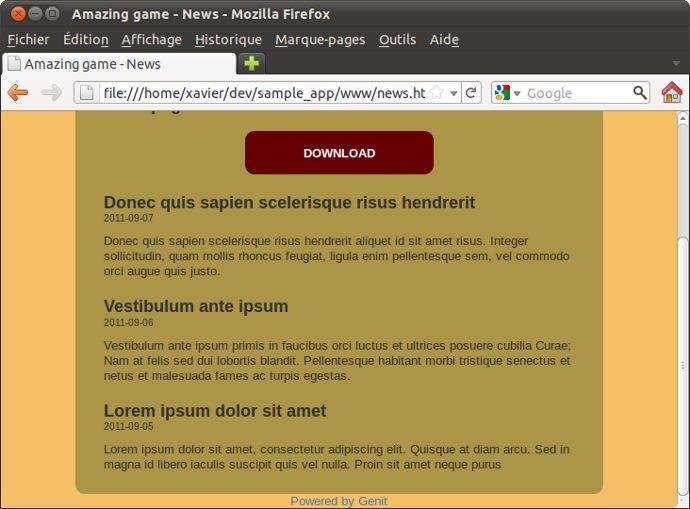 Amazing game - News - Mozilla Firefox
Fichier Édition Affichage Historique Marque-pages Outils Aide
Amazing game - News
file:///home/xavier/dev/sample_app/www/news.ht Google
DOWNLOAD
Donec quis sapien scelerisque risus hendrerit
2011-09-07
Donec quis sapien scelerisque risus hendrerit aliquet id sit amet risus. Integer
sollicitudin, quam mollis rhoncus feugiat, ligula enim pellentesque sem, vel commodo
orci augue quis justo.
Vestibulum ante ipsum
2011-09-06
Vestibulum ante ipsum primis in faucibus orci luctus et ultrices posuere cubilia Curae;
Nam at felis sed dui lobortis blandit. Pellentesque habitant morbi tristique senectus et
netus et malesuada fames ac turpis egestas.
Lorem ipsum dolor sit amet
2011-09-05
Lorem ipsum dolor sit amet, consectetur adipiscing elit. Quisque at diam arcu. Sed in
magna id libero iaculis suscipit quis vel nulla. Proin sit amet neque purus
Powered by Genit